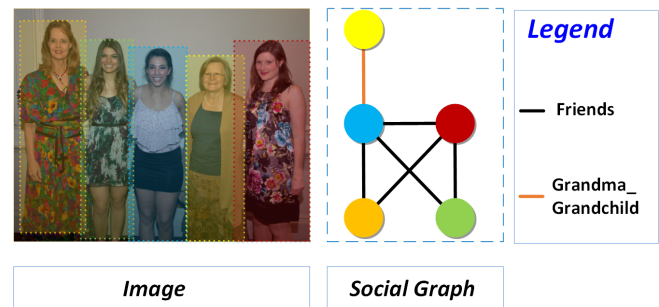 Legend
Friends
Grandma_
Grandchild
Image
Social Graph